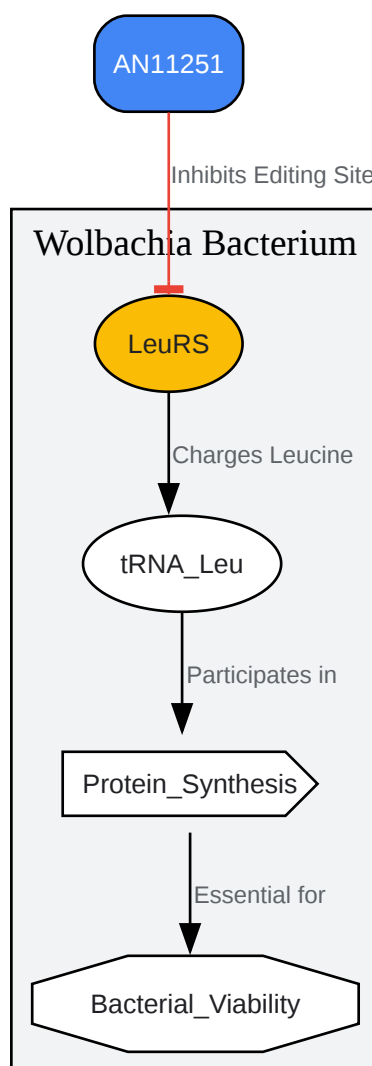 AN11251
Inhibits Editing Site
Wolbachia Bacterium
LeuRS
Charges Leucine
tRNA_Leu
Participates in
Protein_Synthesis
Essential for
Bacterial_Viability